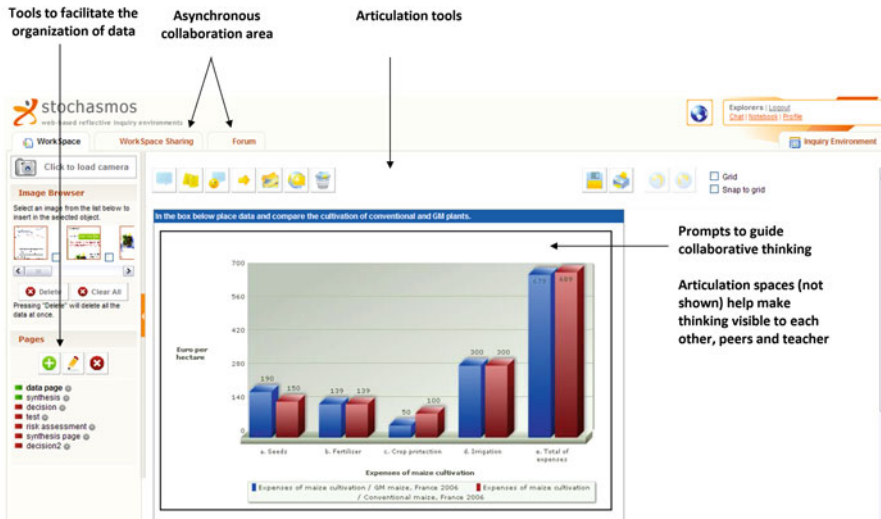 Tools to facilitate the
organization of data
Asynchronous
collaboration area
Articulation tools
stochasmos
web-based reflective inquiry environments
Explorers | Logout
Chat | Notebook | Profile
WorkSpace
WorkSpace Sharing
Forum
Inquiry Environment
Click to load camera
Image Browser
Select an image from the list below to
insert in the selected object.
Delete
Clear All
Pressing "Delete" will delete all the
data at once.
Pages
data page
synthesis
decision
test
risk assessment
synthesis page
decision2
Grid
Snap to grid
In the box below place data and compare the cultivation of conventional and GM plants.
700
560
420
280
140
0
Euro per
hectare
190
150
139
139
50
100
300
300
679
689
a. Seeds
b. Fertilizer
c. Crop protection
d. Irrigation
e. Total of
expenses
Expenses of maize cultivation
Expenses of maize cultivation / GM maize, France 2006
Expenses of maize cultivation
/ Conventional maize, France 2006
Prompts to guide
collaborative thinking
Articulation spaces (not
shown) help make
thinking visible to each
other, peers and teacher